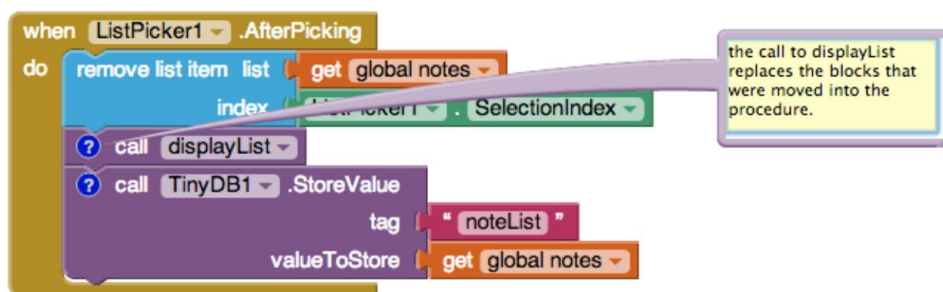 when ListPicker1 .AfterPicking
do remove list item list get global notes
index ListPicker1 . SelectionIndex
? call displayList
? call TinyDB1 .StoreValue
tag " noteList "
valueToStore get global notes
the call to displayList
replaces the blocks that
were moved into the
procedure.